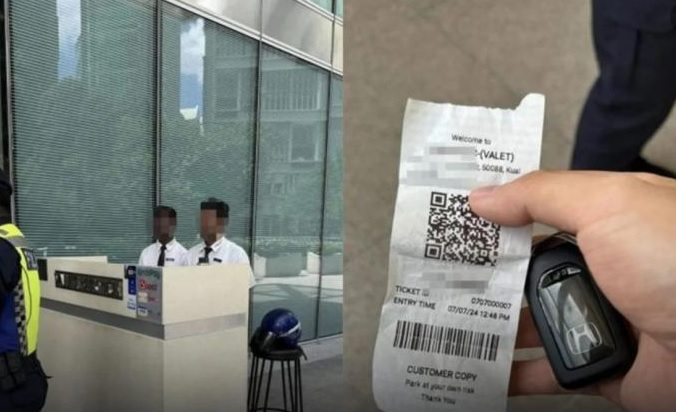 Welcome to
(VALET)
50088, Kual
TICKET
0707000007
ENTRY TIME 07/07/24 12:46 PM
CUSTOMER COPY
Park at your own risk
Thank You